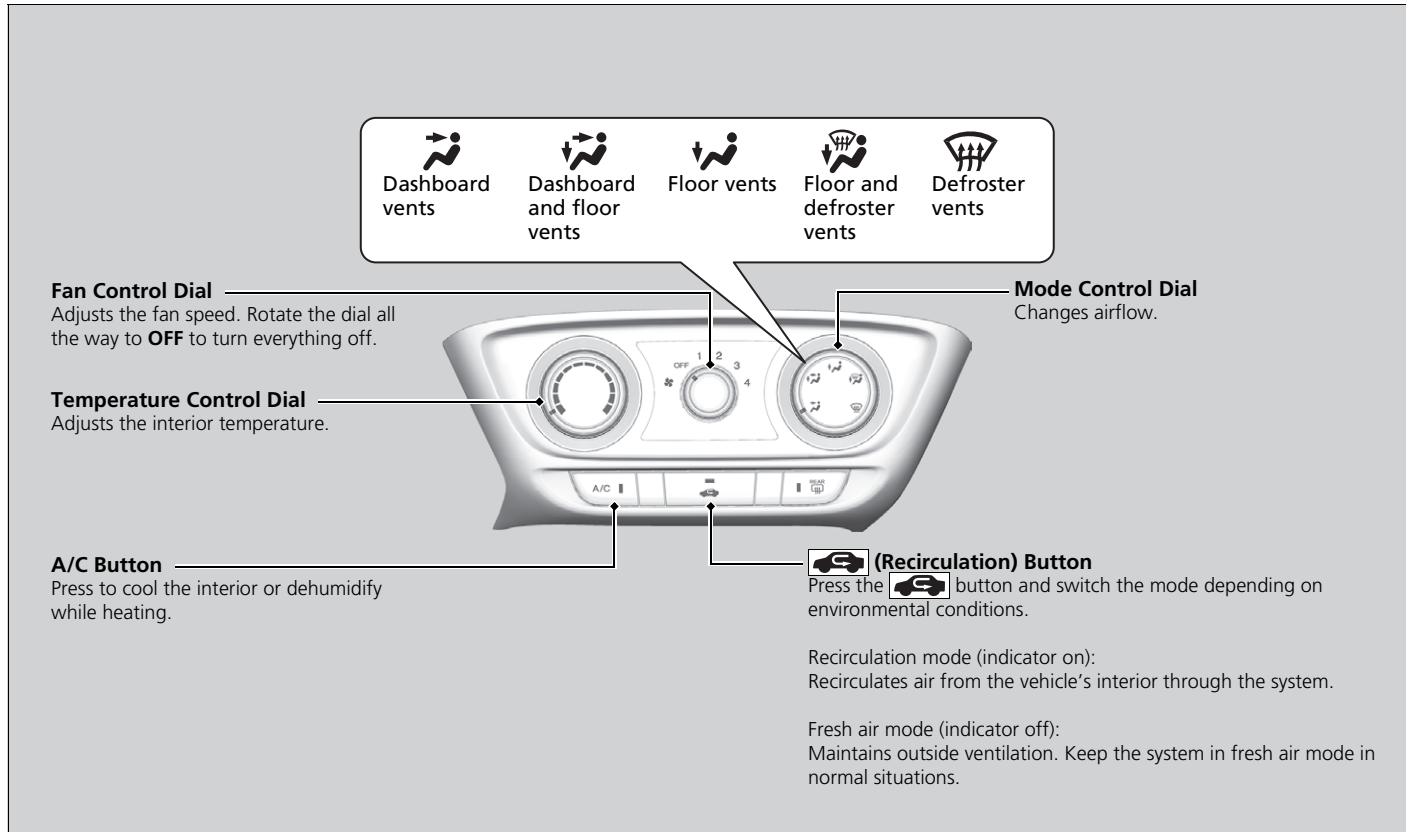 Dashboard
vents
Dashboard
and floor
vents
Floor vents
Floor and
defroster
vents
Defroster
vents
Fan Control Dial
Adjusts the fan speed. Rotate the dial all
the way to OFF to turn everything off.
Mode Control Dial
Changes airflow.
Temperature Control Dial
Adjusts the interior temperature.
OFF 1 2 3 4
A/C
REAR
A/C Button
Press to cool the interior or dehumidify
while heating.
(Recirculation) Button
Press the button and switch the mode depending on
environmental conditions.
Recirculation mode (indicator on):
Recirculates air from the vehicle’s interior through the system.
Fresh air mode (indicator off):
Maintains outside ventilation. Keep the system in fresh air mode in
normal situations.